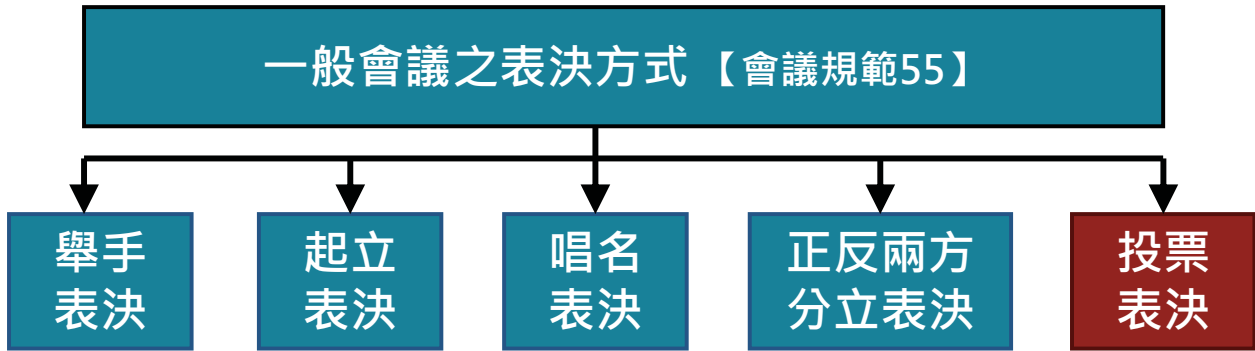 一般會議之表決方式【會議規範55】
舉手
表決
起立
表決
唱名
表決
正反兩方
分立表決
投票
表決